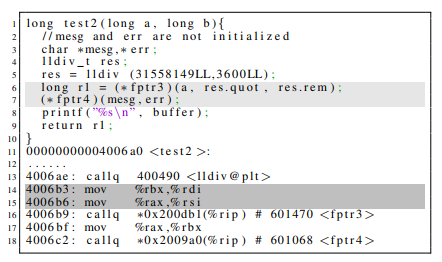 1 long test2(long a, long b){
2 //mesg and err are not initialized
3 char *mesg,*err;
4 lldiv_t res;
5 res = lldiv (31558149LL,3600LL);
6 long r1 = (*fptr3)(a, res.quot, res.rem);
7 (*fptr4)(mesg,err);
8 printf("%s\n", buffer);
9 return r1;
10 }
11 00000000004006a0 <test2>:
12 ......
13 4006ae: callq 400490 <lldiv@plt>
14 4006b3: mov %rbx,%rdi
15 4006b6: mov %rax,%rsi
16 4006b9: callq *0x200db1(%rip) # 601470 <fptr3>
17 4006bf: mov %rax,%rbx
18 4006c2: callq *0x2009a0(%rip) # 601068 <fptr4>